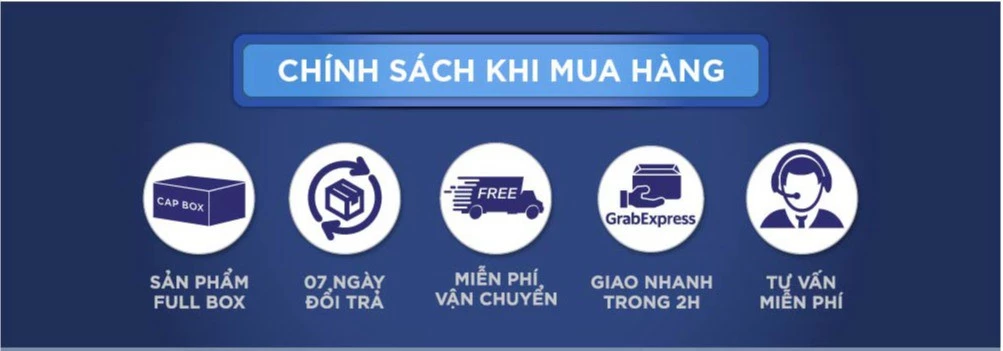 CHÍNH SÁCH KHI MUA HÀNG
CAP BOX
FREE
GrabExpress
SẢN PHẨM
FULL BOX
07 NGÀY
ĐỔI TRẢ
MIỄN PHÍ
VẬN CHUYỂN
GIAO NHANH
TRONG 2H
TƯ VẤN
MIỄN PHÍ